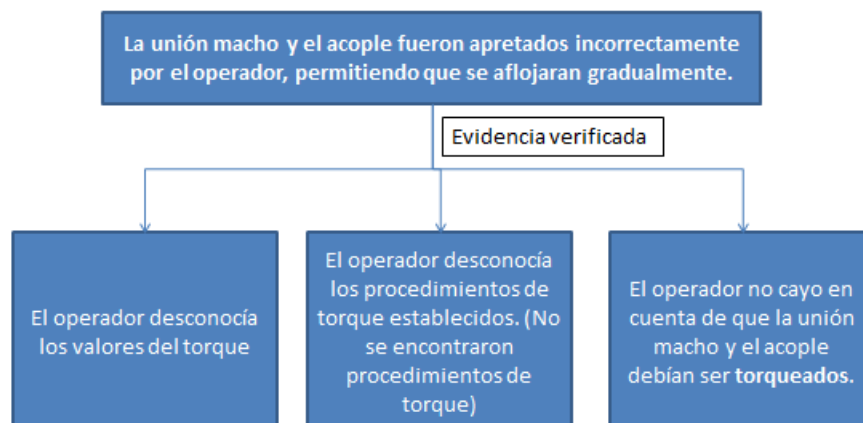 La unión macho y el acople fueron apretados incorrectamente
por el operador, permitiendo que se aflojaran gradualmente.
Evidencia verificada
El operador desconocía
los valores del torque
El operador desconocía
los procedimientos de
torque establecidos. (No
se encontraron
procedimientos de
torque)
El operador no cayo en
cuenta de que la unión
macho y el acople
debían ser torqueados.